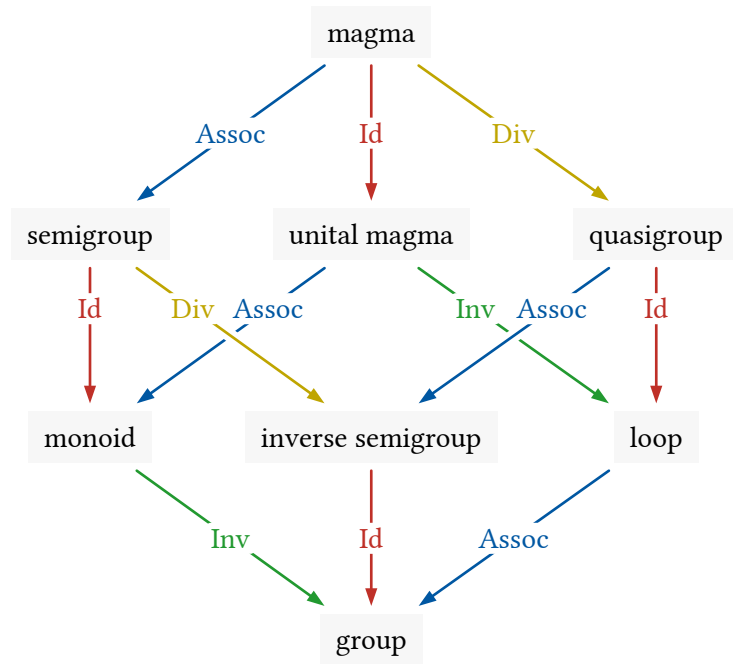 magma
Assoc Id Div
semigroup unital magma quasigroup
Id Div Assoc Inv Assoc Id
monoid inverse semigroup loop
Inv Id Assoc
group